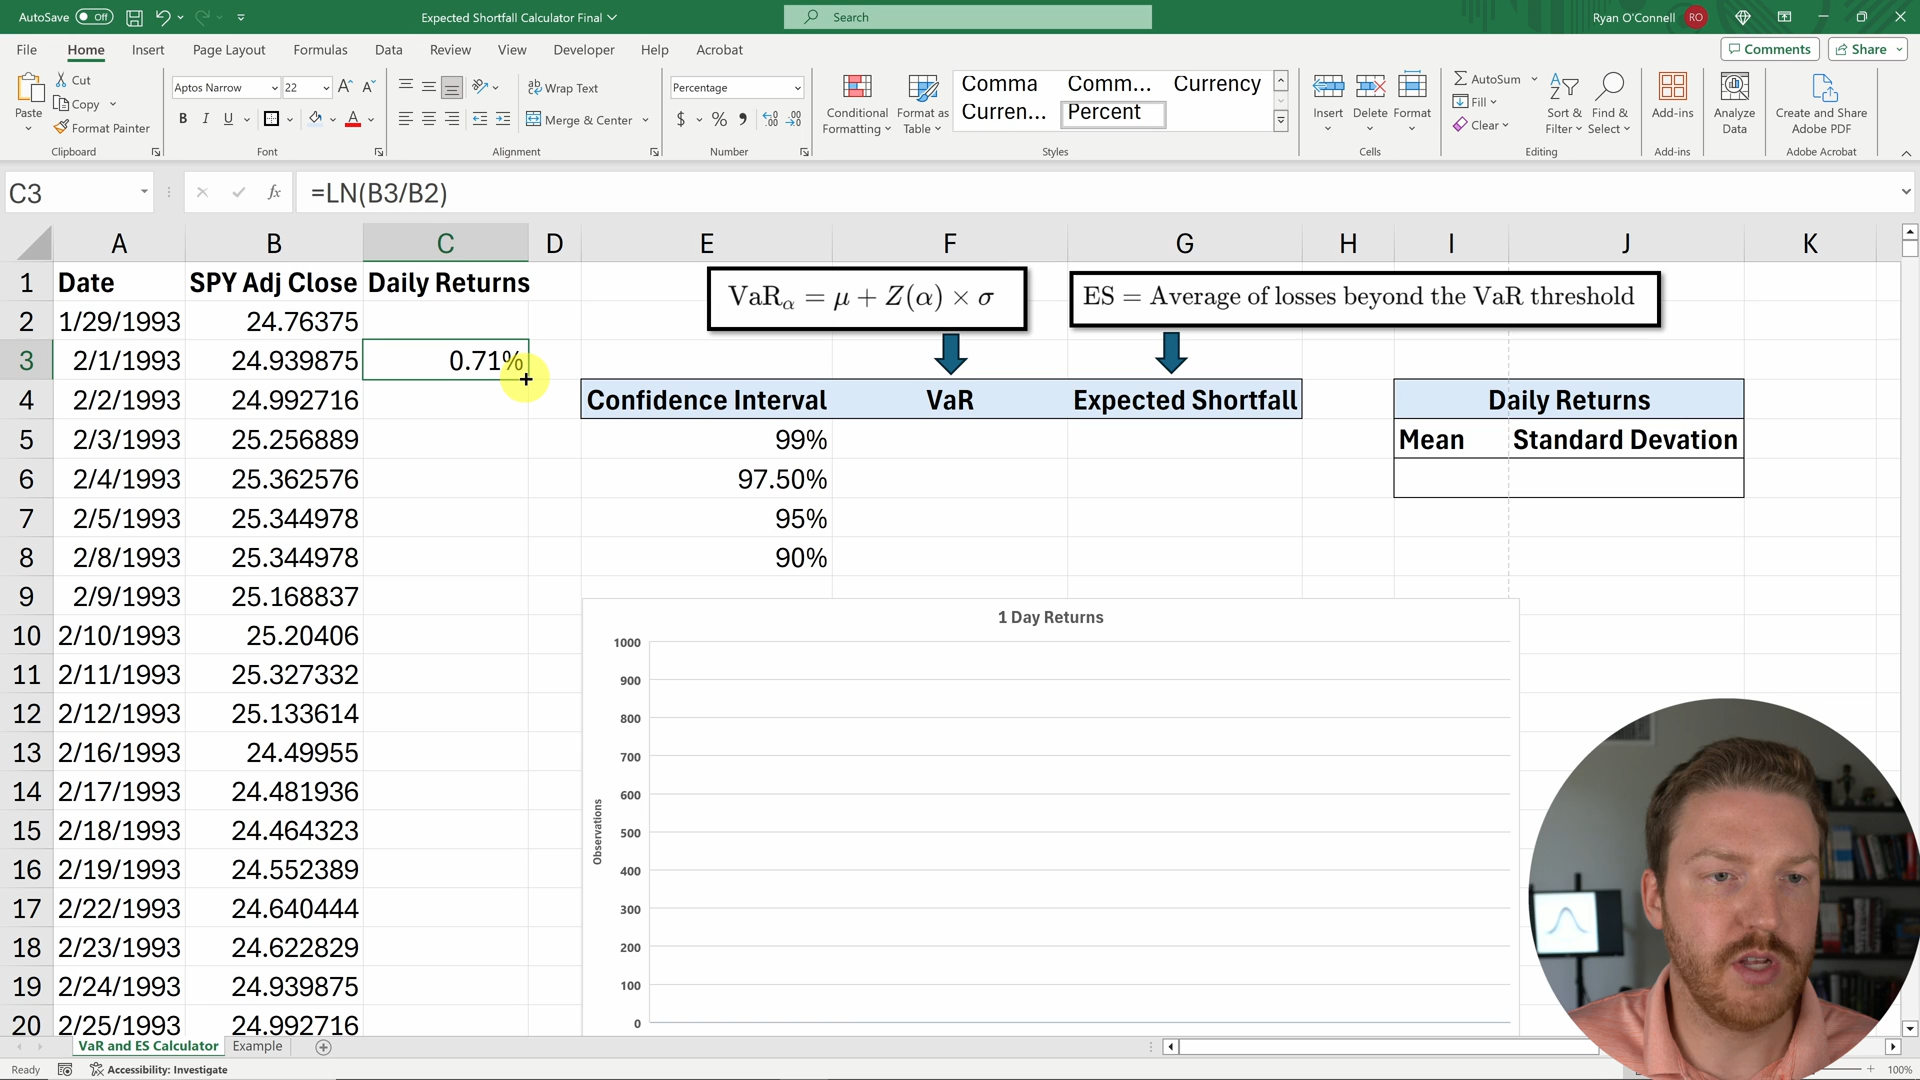 AutoSave Off Expected Shortfall Calculator Final Search Ryan O'Connell RO
File Home Insert Page Layout Formulas Data Review View Developer Help Acrobat Comments Share
Paste Cut Copy Format Painter Clipboard
Aptos Narrow 22 B I U A Font
Wrap Text Merge & Center Alignment
Percentage $ % Number
Conditional Formatting Format as Table
Comma Comm... Currency
Curren... Percent
Styles
Insert Delete Format Cells
AutoSum Fill Clear Sort & Filter Find & Select Editing
Add-ins Add-ins
Analyze Data
Create and Share Adobe PDF Adobe Acrobat
C3 fx =LN(B3/B2)
A B C D E F G H I J K
1 Date SPY Adj Close Daily Returns
VaRα = μ + Z(α) × σ
ES = Average of losses beyond the VaR threshold
2 1/29/1993 24.76375
3 2/1/1993 24.939875 0.71%
4 2/2/1993 24.992716 Confidence Interval VaR Expected Shortfall Daily Returns
5 2/3/1993 25.256889 99% Mean Standard Devation
6 2/4/1993 25.362576 97.50%
7 2/5/1993 25.344978 95%
8 2/8/1993 25.344978 90%
9 2/9/1993 25.168837
10 2/10/1993 25.20406
11 2/11/1993 25.327332
12 2/12/1993 25.133614
13 2/16/1993 24.49955
14 2/17/1993 24.481936
15 2/18/1993 24.464323
16 2/19/1993 24.552389
17 2/22/1993 24.640444
18 2/23/1993 24.622829
19 2/24/1993 24.939875
20 2/25/1993 24.992716
1 Day Returns
1000
900
800
700
600
500
400
300
200
100
0
Observations
VaR and ES Calculator Example
Ready Accessibility: Investigate 100%